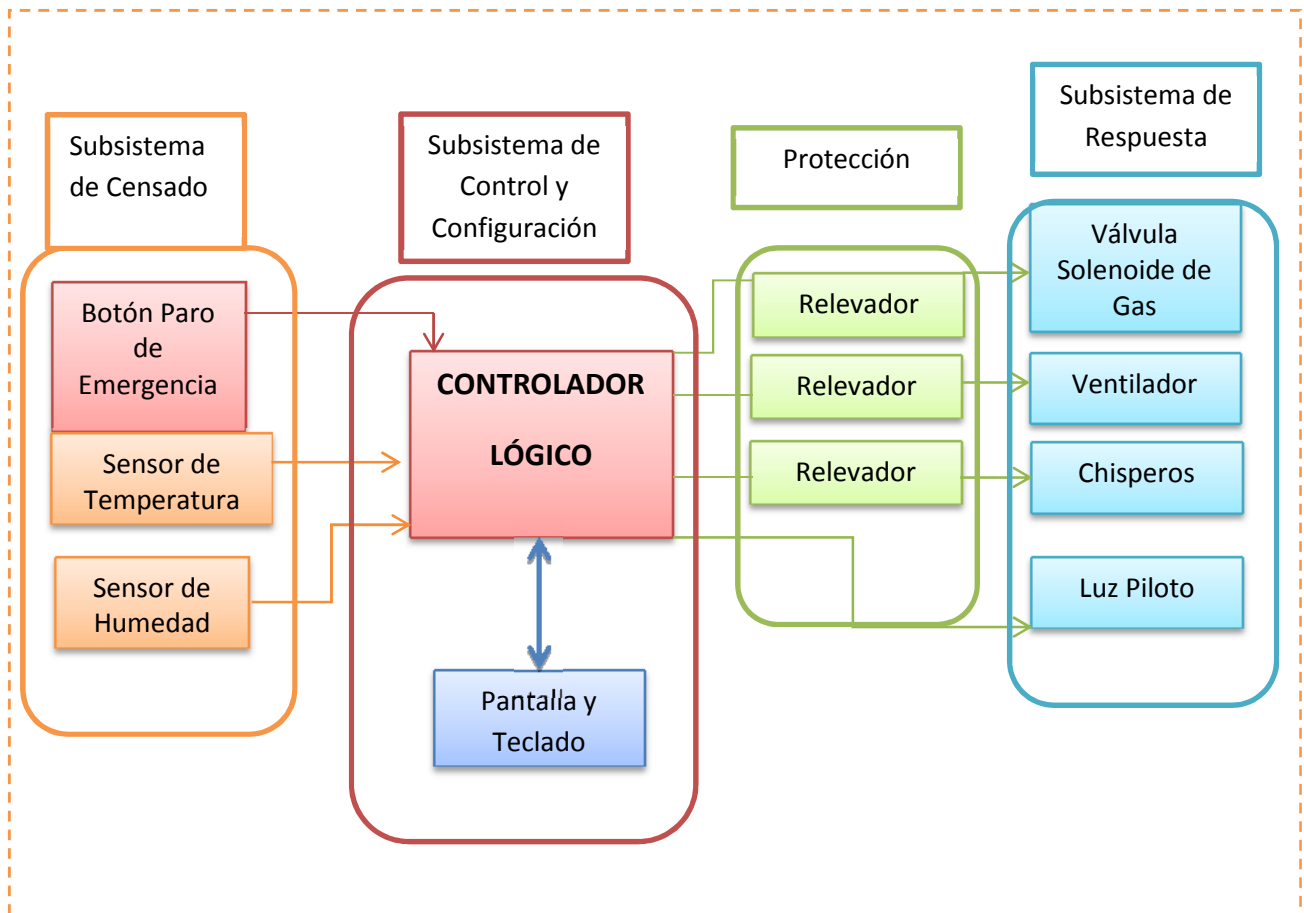 Subsistema
de Censado
Subsistema de
Control y
Configuración
Protección
Subsistema de
Respuesta
Botón Paro
de
Emergencia
Sensor de
Temperatura
Sensor de
Humedad
CONTROLADOR
LÓGICO
Pantalla y
Teclado
Relevador
Relevador
Relevador
Válvula
Solenoide de
Gas
Ventilador
Chisperos
Luz Piloto